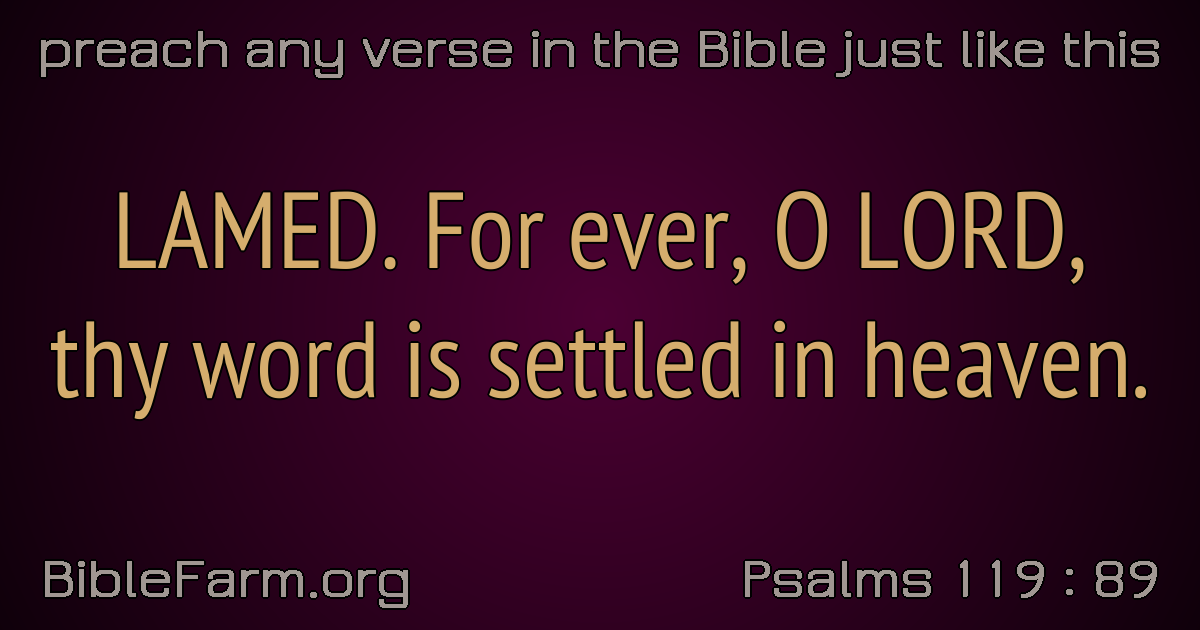 preach any verse in the Bible just like this
LAMED. For ever, O LORD,
thy word is settled in heaven.
BibleFarm.org
Psalms 119 : 89